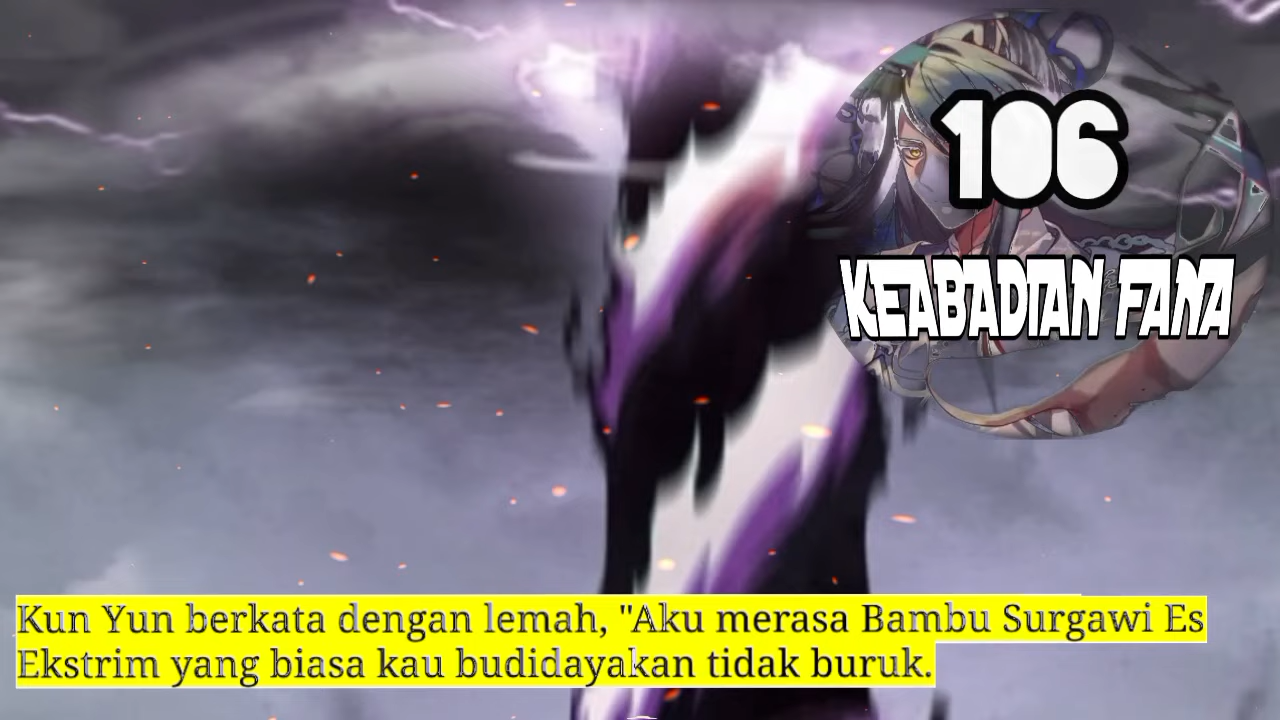 106
KEABADIAN FANA
Kun Yun berkata dengan lemah, "Aku merasa Bambu Surgawi Es
Ekstrim yang biasa kau budidayakan tidak buruk.